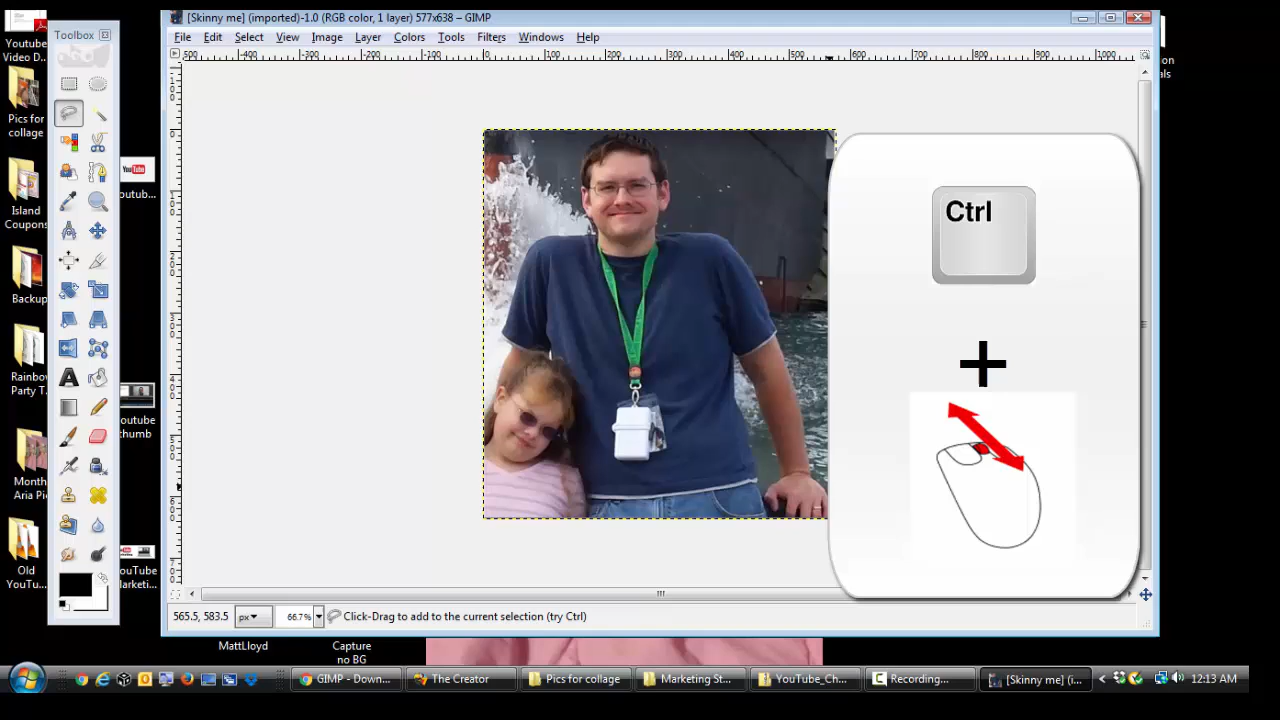 [Skinny me] (imported)-1.0 (RGB color, 1 layer) 577x638 – GIMP
Toolbox
File Edit Select View Image Layer Colors Tools Filters Windows Help
Youtube
Video D...
Pics for
collage
Island
Coupons
Backup
Rainbow
Party T...
Month
Aria Pi
Old
YouTu...
outub...
outube
humb
ouTube
arketi...
Ctrl
+
565.5, 583.5 px 66.7% Click-Drag to add to the current selection (try Ctrl)
MattLloyd
Capture
no BG
GIMP - Down... The Creator Pics for collage Marketing St... YouTube_Ch... Recording... [Skinny me] (i... 12:13 AM